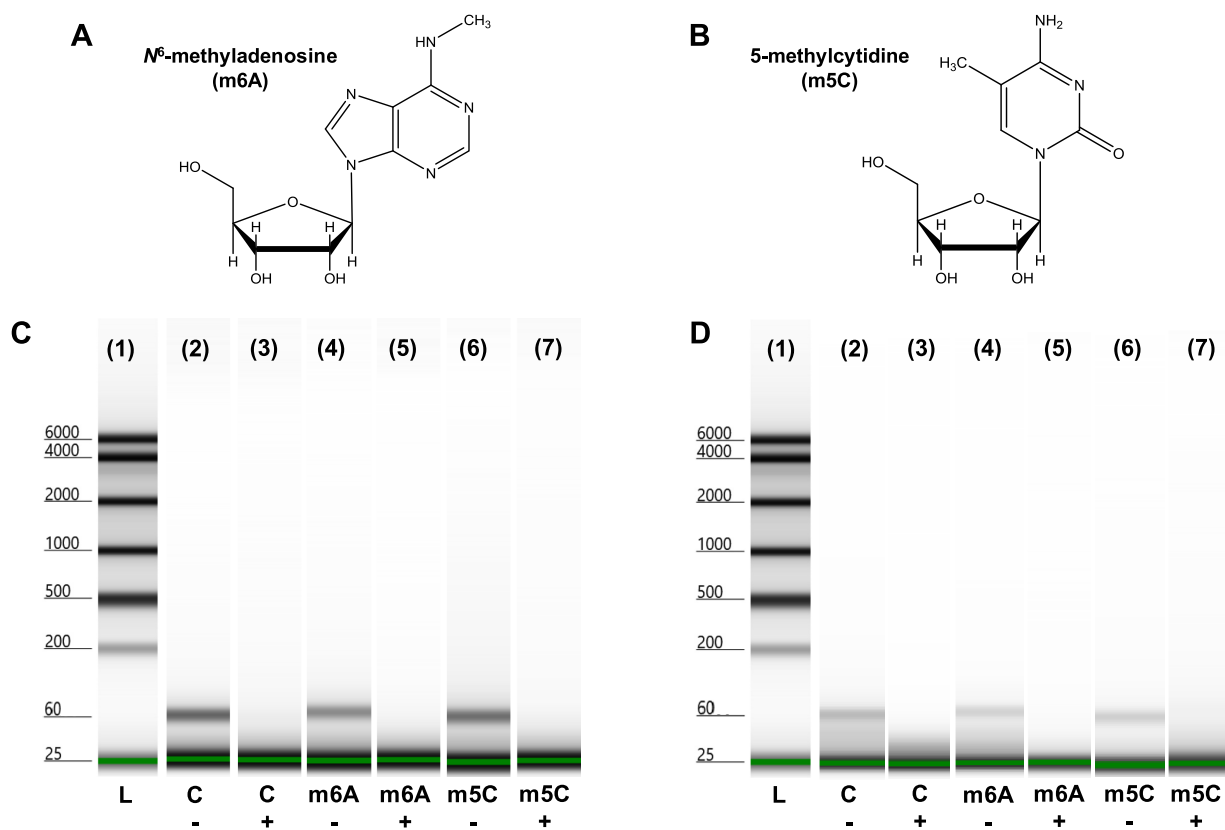 A
N⁶-methyladenosine
(m6A)
CH₃
HN
N
N
N
N
HO
O
H
H
H
H
OH
OH
B
5-methylcytidine
(m5C)
NH₂
H₃C
N
N
O
HO
O
H
H
H
H
OH
OH
C
(1) (2) (3) (4) (5) (6) (7)
6000
4000
2000
1000
500
200
60
25
L C C m6A m6A m5C m5C
- + - + - +
D
(1) (2) (3) (4) (5) (6) (7)
6000
4000
2000
1000
500
200
60
25
L C C m6A m6A m5C m5C
- + - + - +